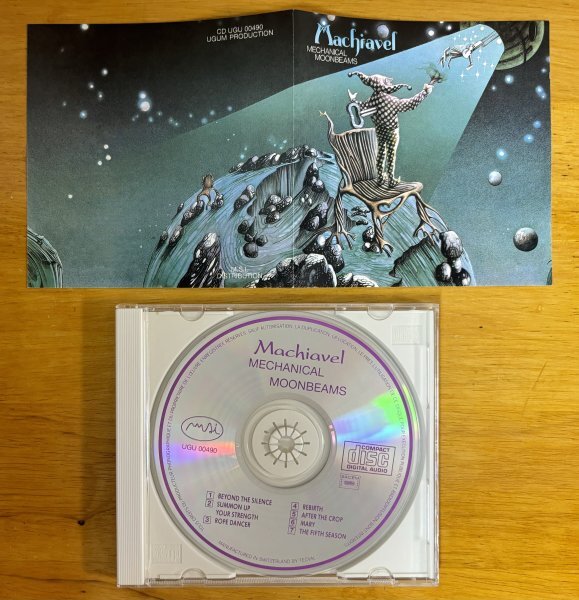 CD UGU 00490
UGUM PRODUCTION
Machiavel
MECHANICAL
MOONBEAMS
M.S.I.
DISTRIBUTION
Machiavel
MECHANICAL
MOONBEAMS
msi
UGU 00490
COMPACT
disc
DIGITAL AUDIO
1 BEYOND THE SILENCE
2 SUMMON UP
YOUR STRENGTH
3 ROPE DANCER
4 REBIRTH
5 AFTER THE CROP
6 MARY
7 THE FIFTH SEASON
MANUFACTURED IN SWITZERLAND BY